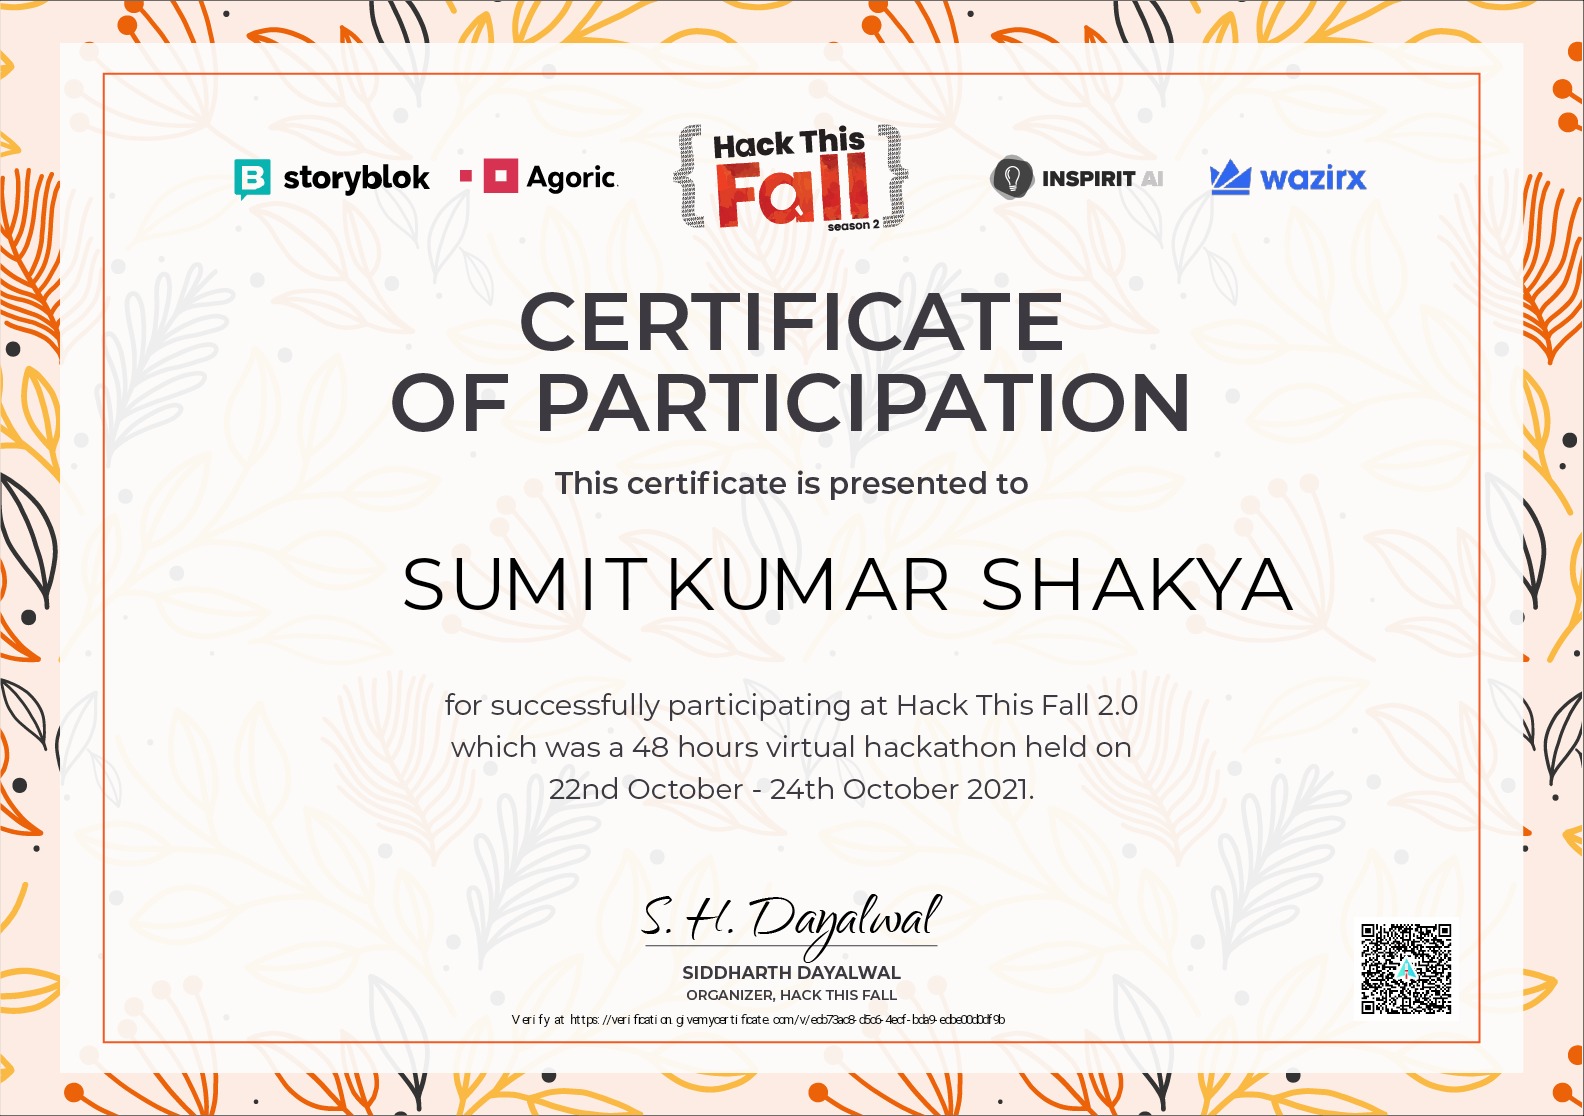 storyblok
Agoric
Hack This
Fall
season 2
INSPIRIT AI
wazirx
CERTIFICATE
OF PARTICIPATION
This certificate is presented to
SUMIT KUMAR SHAKYA
for successfully participating at Hack This Fall 2.0
which was a 48 hours virtual hackathon held on
22nd October - 24th October 2021.
S. H. Dayalwal
SIDDHARTH DAYALWAL
ORGANIZER, HACK THIS FALL
Verify at https://verification.givemycertificate.com/v/ecb73ac8-d5c6-4ecf-bda9-edbe00d0df9b